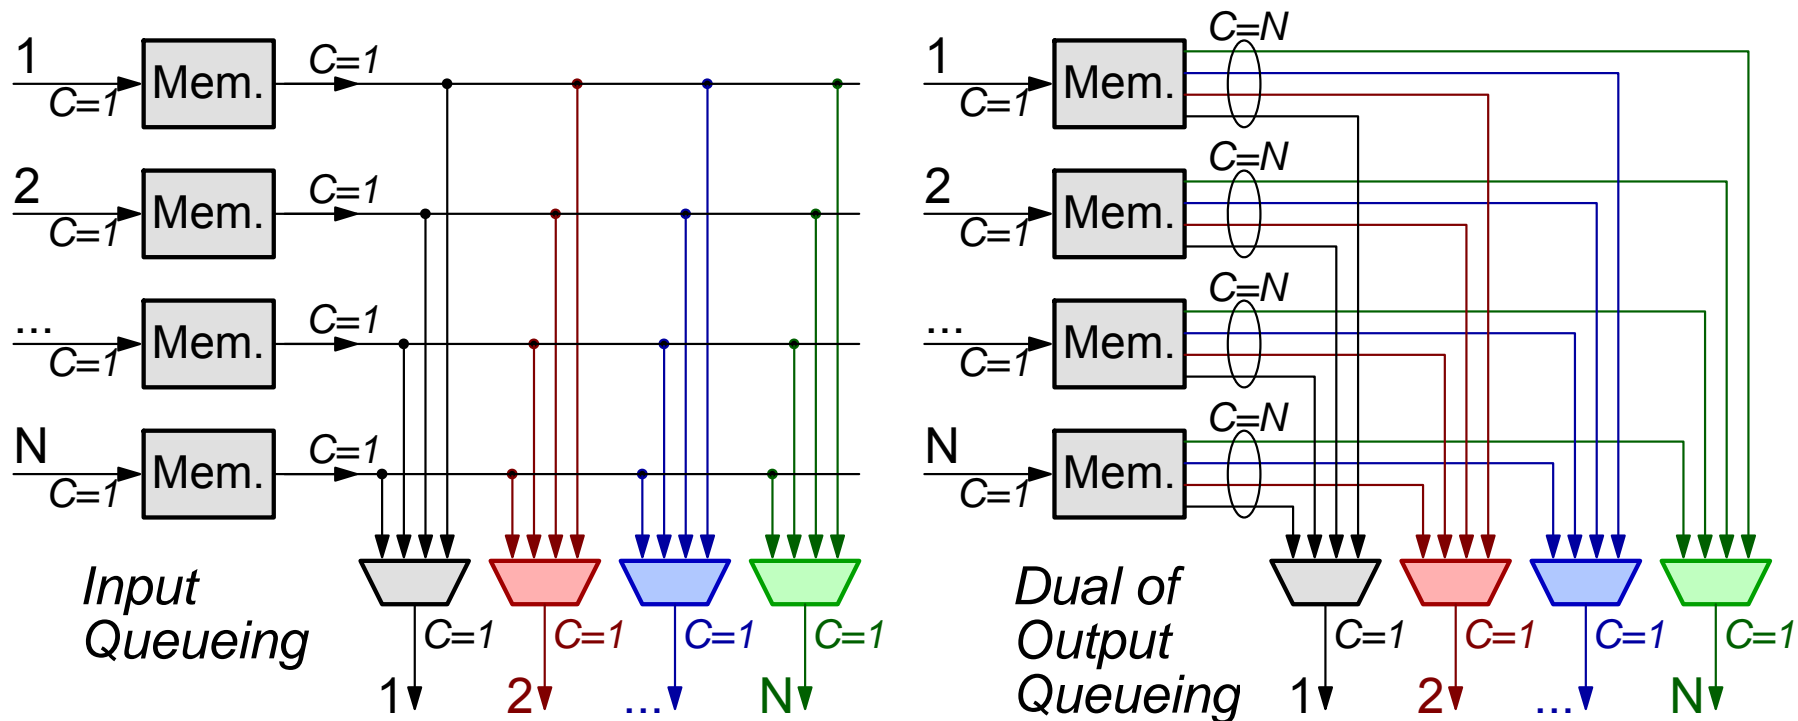 1 C=1 Mem. C=1
2 C=1 Mem. C=1
... C=1 Mem. C=1
N C=1 Mem. C=1
Input
Queueing
C=1 C=1 C=1 C=1
1 2 ... N
1 C=1 Mem. C=N
2 C=1 Mem. C=N
... C=1 Mem. C=N
N C=1 Mem. C=N
Dual of
Output
Queueing
C=1 C=1 C=1 C=1
1 2 ... N